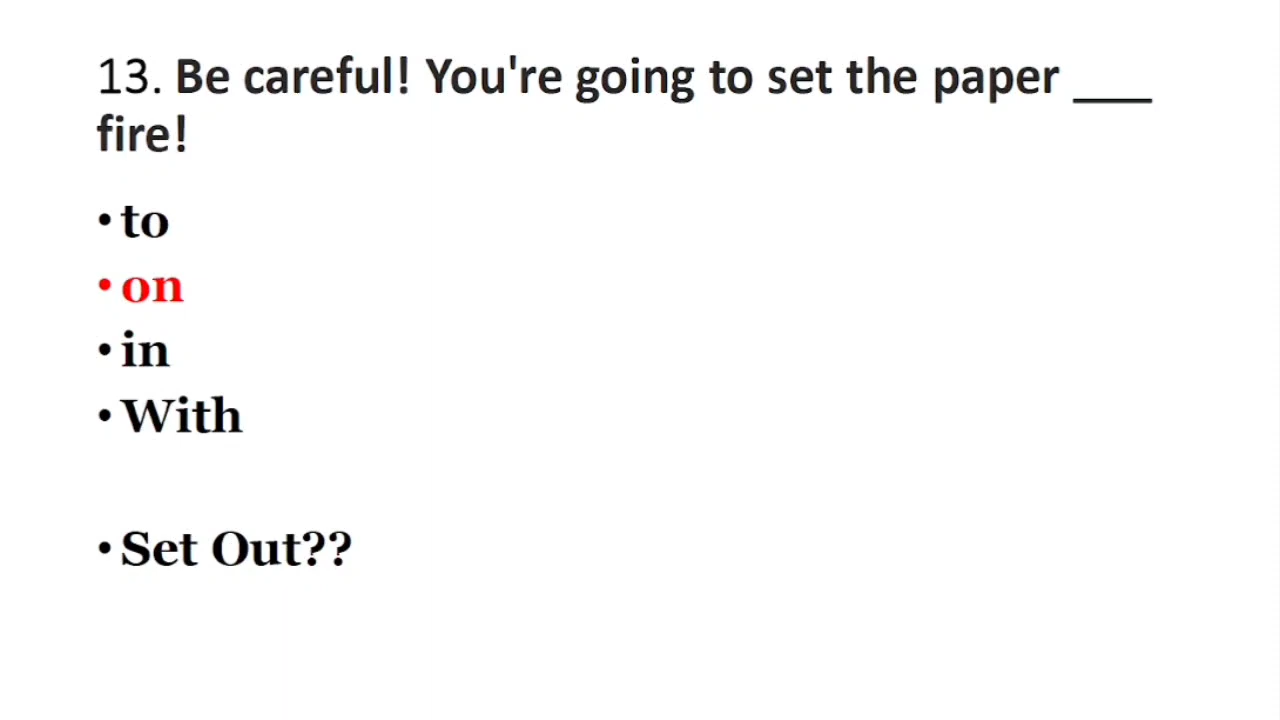 13. Be careful! You're going to set the paper ___
fire!
• to
• on
• in
• With
• Set Out??